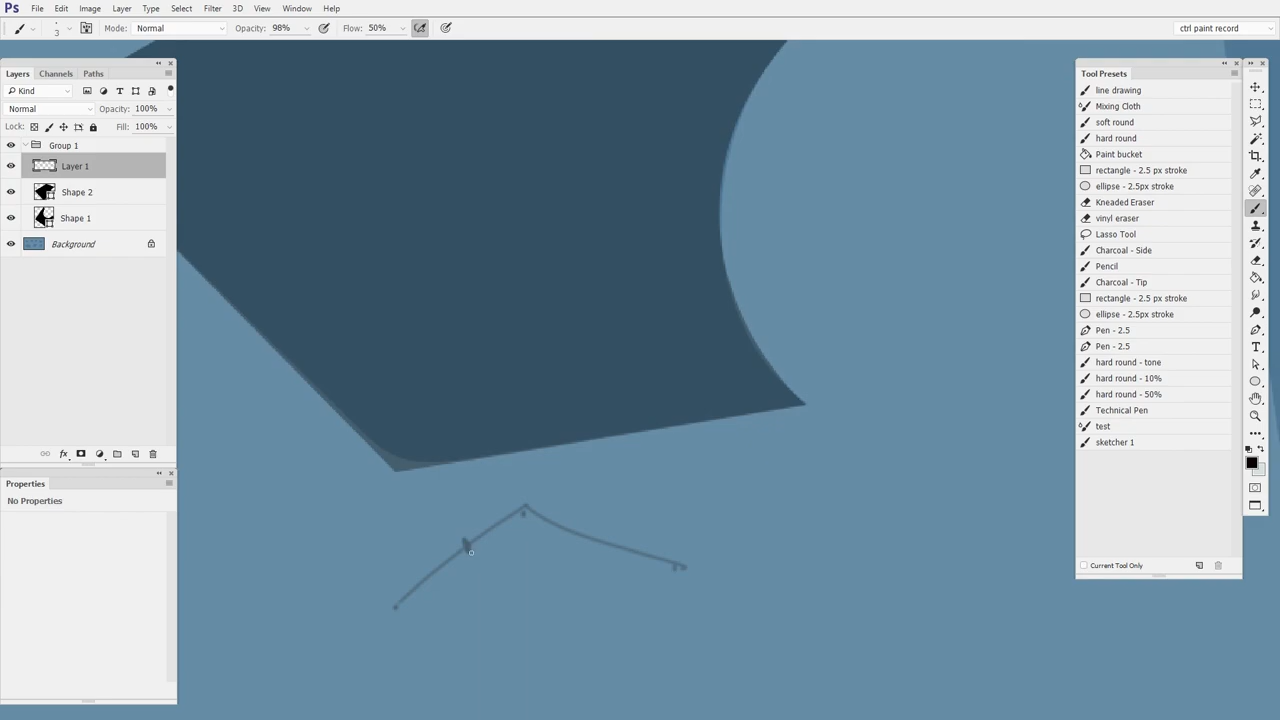 Ps File Edit Image Layer Type Select Filter 3D View Window Help
3 Mode: Normal Opacity: 98% Flow: 50% ctrl paint record
Layers Channels Paths
Kind
Normal Opacity: 100%
Lock: Fill: 100%
Group 1
Layer 1
Shape 2
Shape 1
Background
fx
Properties
No Properties
Tool Presets
line drawing
Mixing Cloth
soft round
hard round
Paint bucket
rectangle - 2.5 px stroke
ellipse - 2.5px stroke
Kneaded Eraser
vinyl eraser
Lasso Tool
Charcoal - Side
Pencil
Charcoal - Tip
rectangle - 2.5 px stroke
ellipse - 2.5px stroke
Pen - 2.5
Pen - 2.5
hard round - tone
hard round - 10%
hard round - 50%
Technical Pen
test
sketcher 1
Current Tool Only